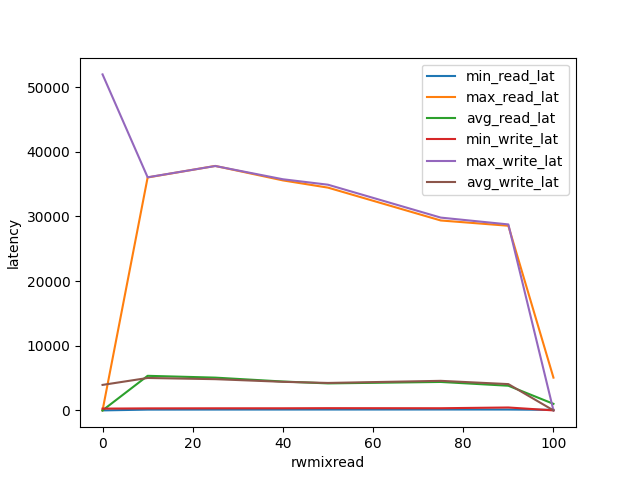 50000
40000
30000
20000
10000
0
latency
0 20 40 60 80 100
rwmixread
min_read_lat
max_read_lat
avg_read_lat
min_write_lat
max_write_lat
avg_write_lat